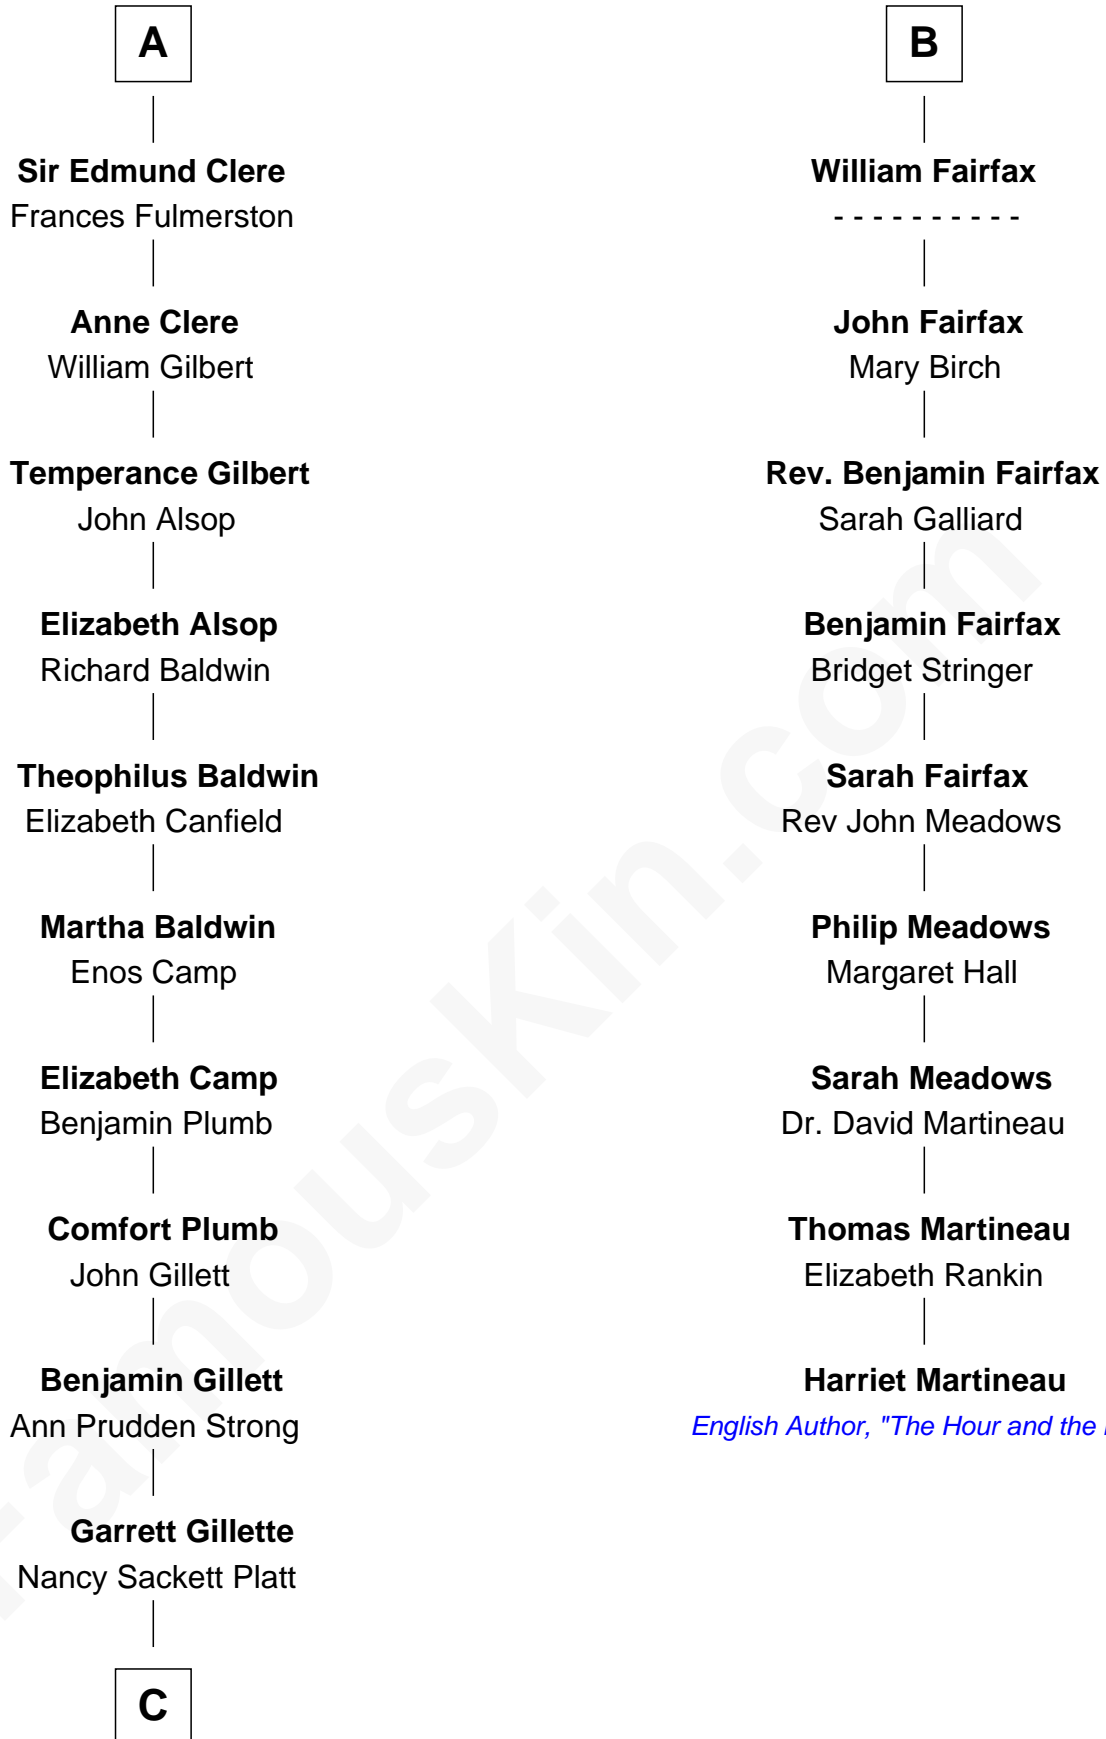 A
Sir Edmund Clere
Frances Fulmerston
Anne Clere
William Gilbert
Temperance Gilbert
John Alsop
Elizabeth Alsop
Richard Baldwin
Theophilus Baldwin
Elizabeth Canfield
Martha Baldwin
Enos Camp
Elizabeth Camp
Benjamin Plumb
Comfort Plumb
John Gillett
Benjamin Gillett
Ann Prudden Strong
Garrett Gillette
Nancy Sackett Platt
C
B
William Fairfax
- - - - - - - - - -
John Fairfax
Mary Birch
Rev. Benjamin Fairfax
Sarah Galliard
Benjamin Fairfax
Bridget Stringer
Sarah Fairfax
Rev John Meadows
Philip Meadows
Margaret Hall
Sarah Meadows
Dr. David Martineau
Thomas Martineau
Elizabeth Rankin
Harriet Martineau
English Author, "The Hour and the
FamousKin.com